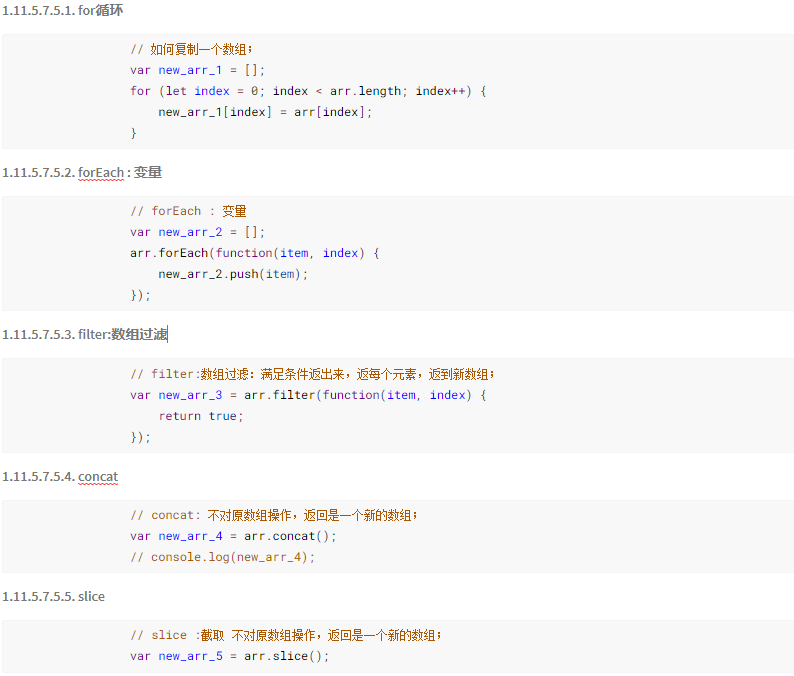 1.11.5.7.5.1. for循环
// 如何复制一个数组;
var new_arr_1 = [];
for (let index = 0; index < arr.length; index++) {
    new_arr_1[index] = arr[index];
}
1.11.5.7.5.2. forEach : 变量
// forEach : 变量
var new_arr_2 = [];
arr.forEach(function(item, index) {
    new_arr_2.push(item);
});
1.11.5.7.5.3. filter:数组过滤
// filter:数组过滤: 满足条件返出来，返每个元素，返到新数组;
var new_arr_3 = arr.filter(function(item, index) {
    return true;
});
1.11.5.7.5.4. concat
// concat: 不对原数组操作，返回是一个新的数组;
var new_arr_4 = arr.concat();
// console.log(new_arr_4);
1.11.5.7.5.5. slice
// slice :截取 不对原数组操作，返回是一个新的数组;
var new_arr_5 = arr.slice();